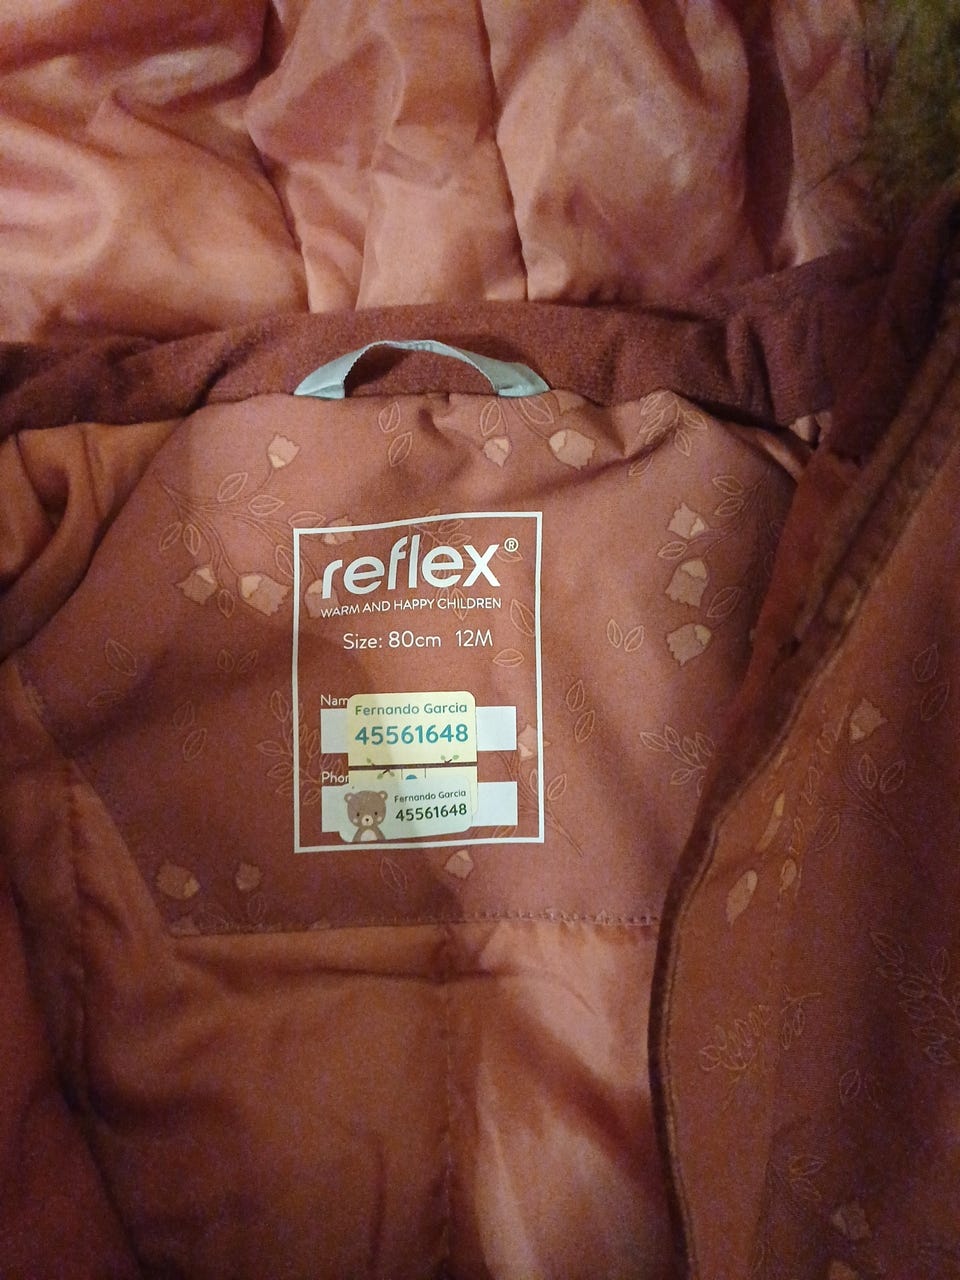 reflex®
WARM AND HAPPY CHILDREN
Size: 80cm 12M
Fernando Garcia
45561648
Fernando Garcia
45561648